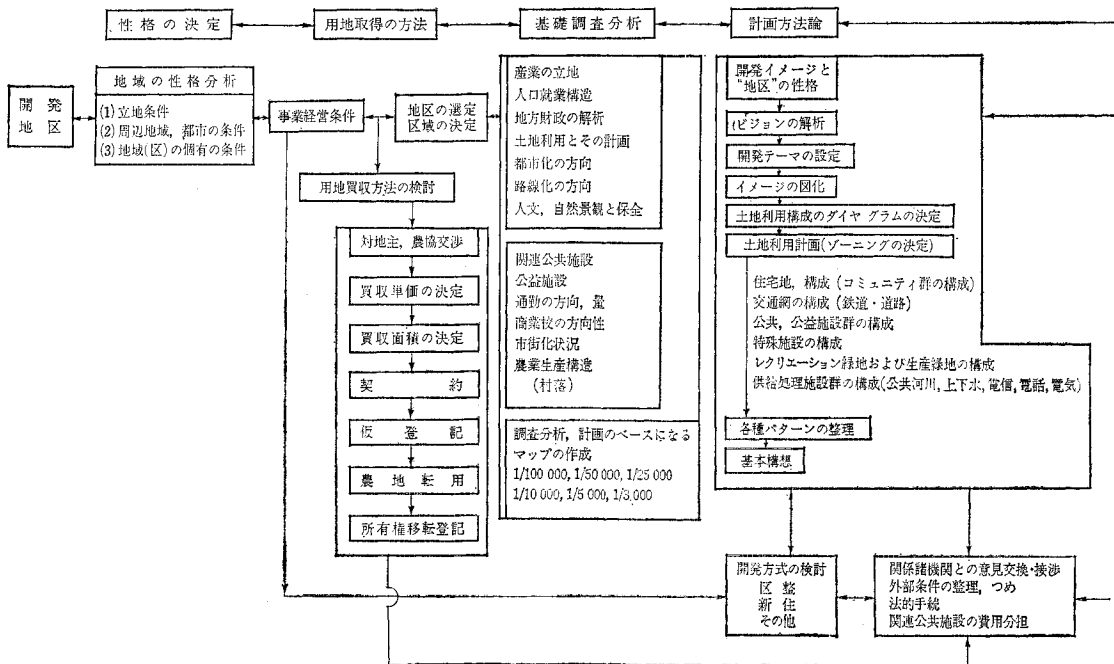 性格の決定
用地取得の方法
基礎調査分析
計画方法論
開発
地区
地域の性格分析
(1) 立地条件
(2) 周辺地域，都市の条件
(3) 地域(区)の個有の条件
事業経営条件
地区の選定
区域の決定
用地買収方法の検討
対地主，農協交渉
買収単価の決定
買収面積の決定
契約
仮登記
農地転用
所有権移転登記
産業の立地
人口就業構造
地方財政の解析
土地利用とその計画
都市化の方向
路線化の方向
人文，自然景観と保全
関連公共施設
公益施設
通勤の方向，量
商業校の方向性
市街化状況
農業生産構造
(村落)
調査分析，計画のベースになる
マップの作成
1/100 000, 1/50 000, 1/25 000
1/10 000, 1/5 000, 1/3,000
開発イメージと
“地区”の性格
(ビジョンの解析
開発テーマの設定
イメージの図化
土地利用構成のダイヤグラムの決定
土地利用計画(ゾーニングの決定)
住宅地，構成(コミュニティ群の構成)
交通網の構成(鉄道・道路)
公共，公益施設群の構成
特殊施設の構成
レクリエーション緑地および生産緑地の構成
供給処理施設群の構成(公共河川，上下水，電信，電話，電気)
各種パターンの整理
基本構想
開発方式の検討
区整
新住
その他
関係諸機関との意見交換・接渉
外部条件の整理，つめ
法的手続
関連公共施設の費用分担